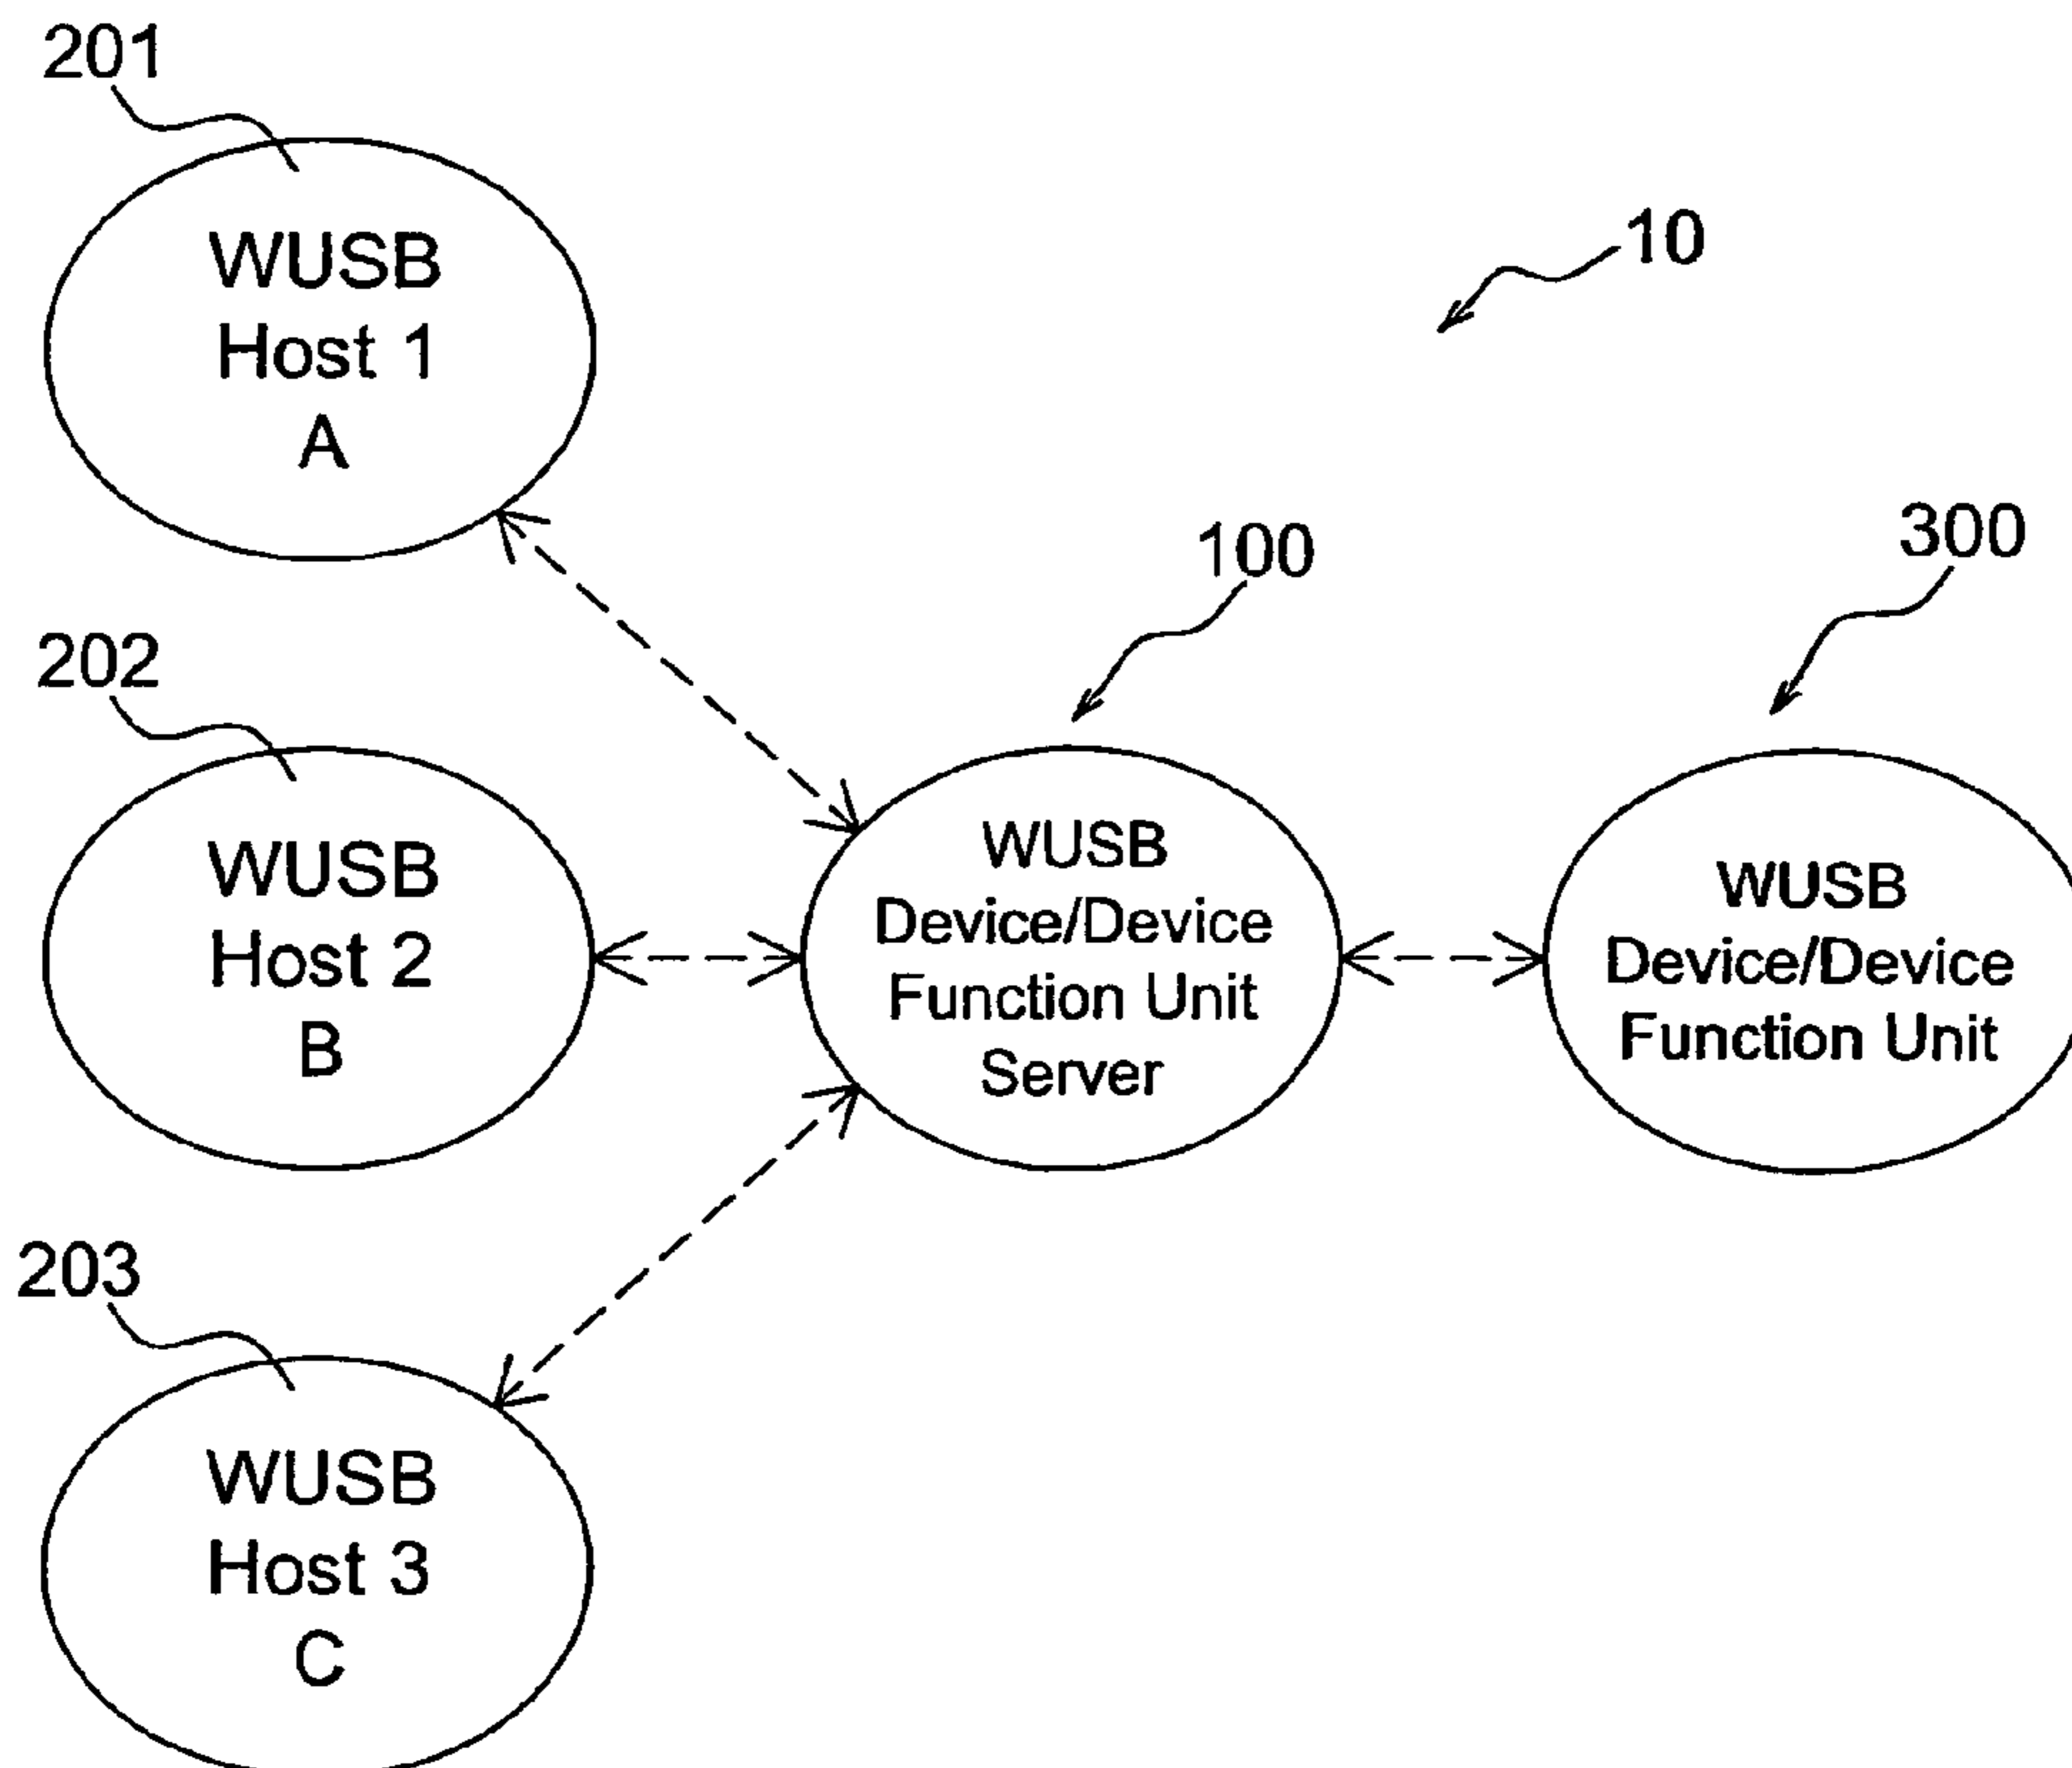 201
WUSB
Host 1
A
10
100
300
202
WUSB
Host 2
B
WUSB
Device/Device
Function Unit
Server
WUSB
Device/Device
Function Unit
203
WUSB
Host 3
C